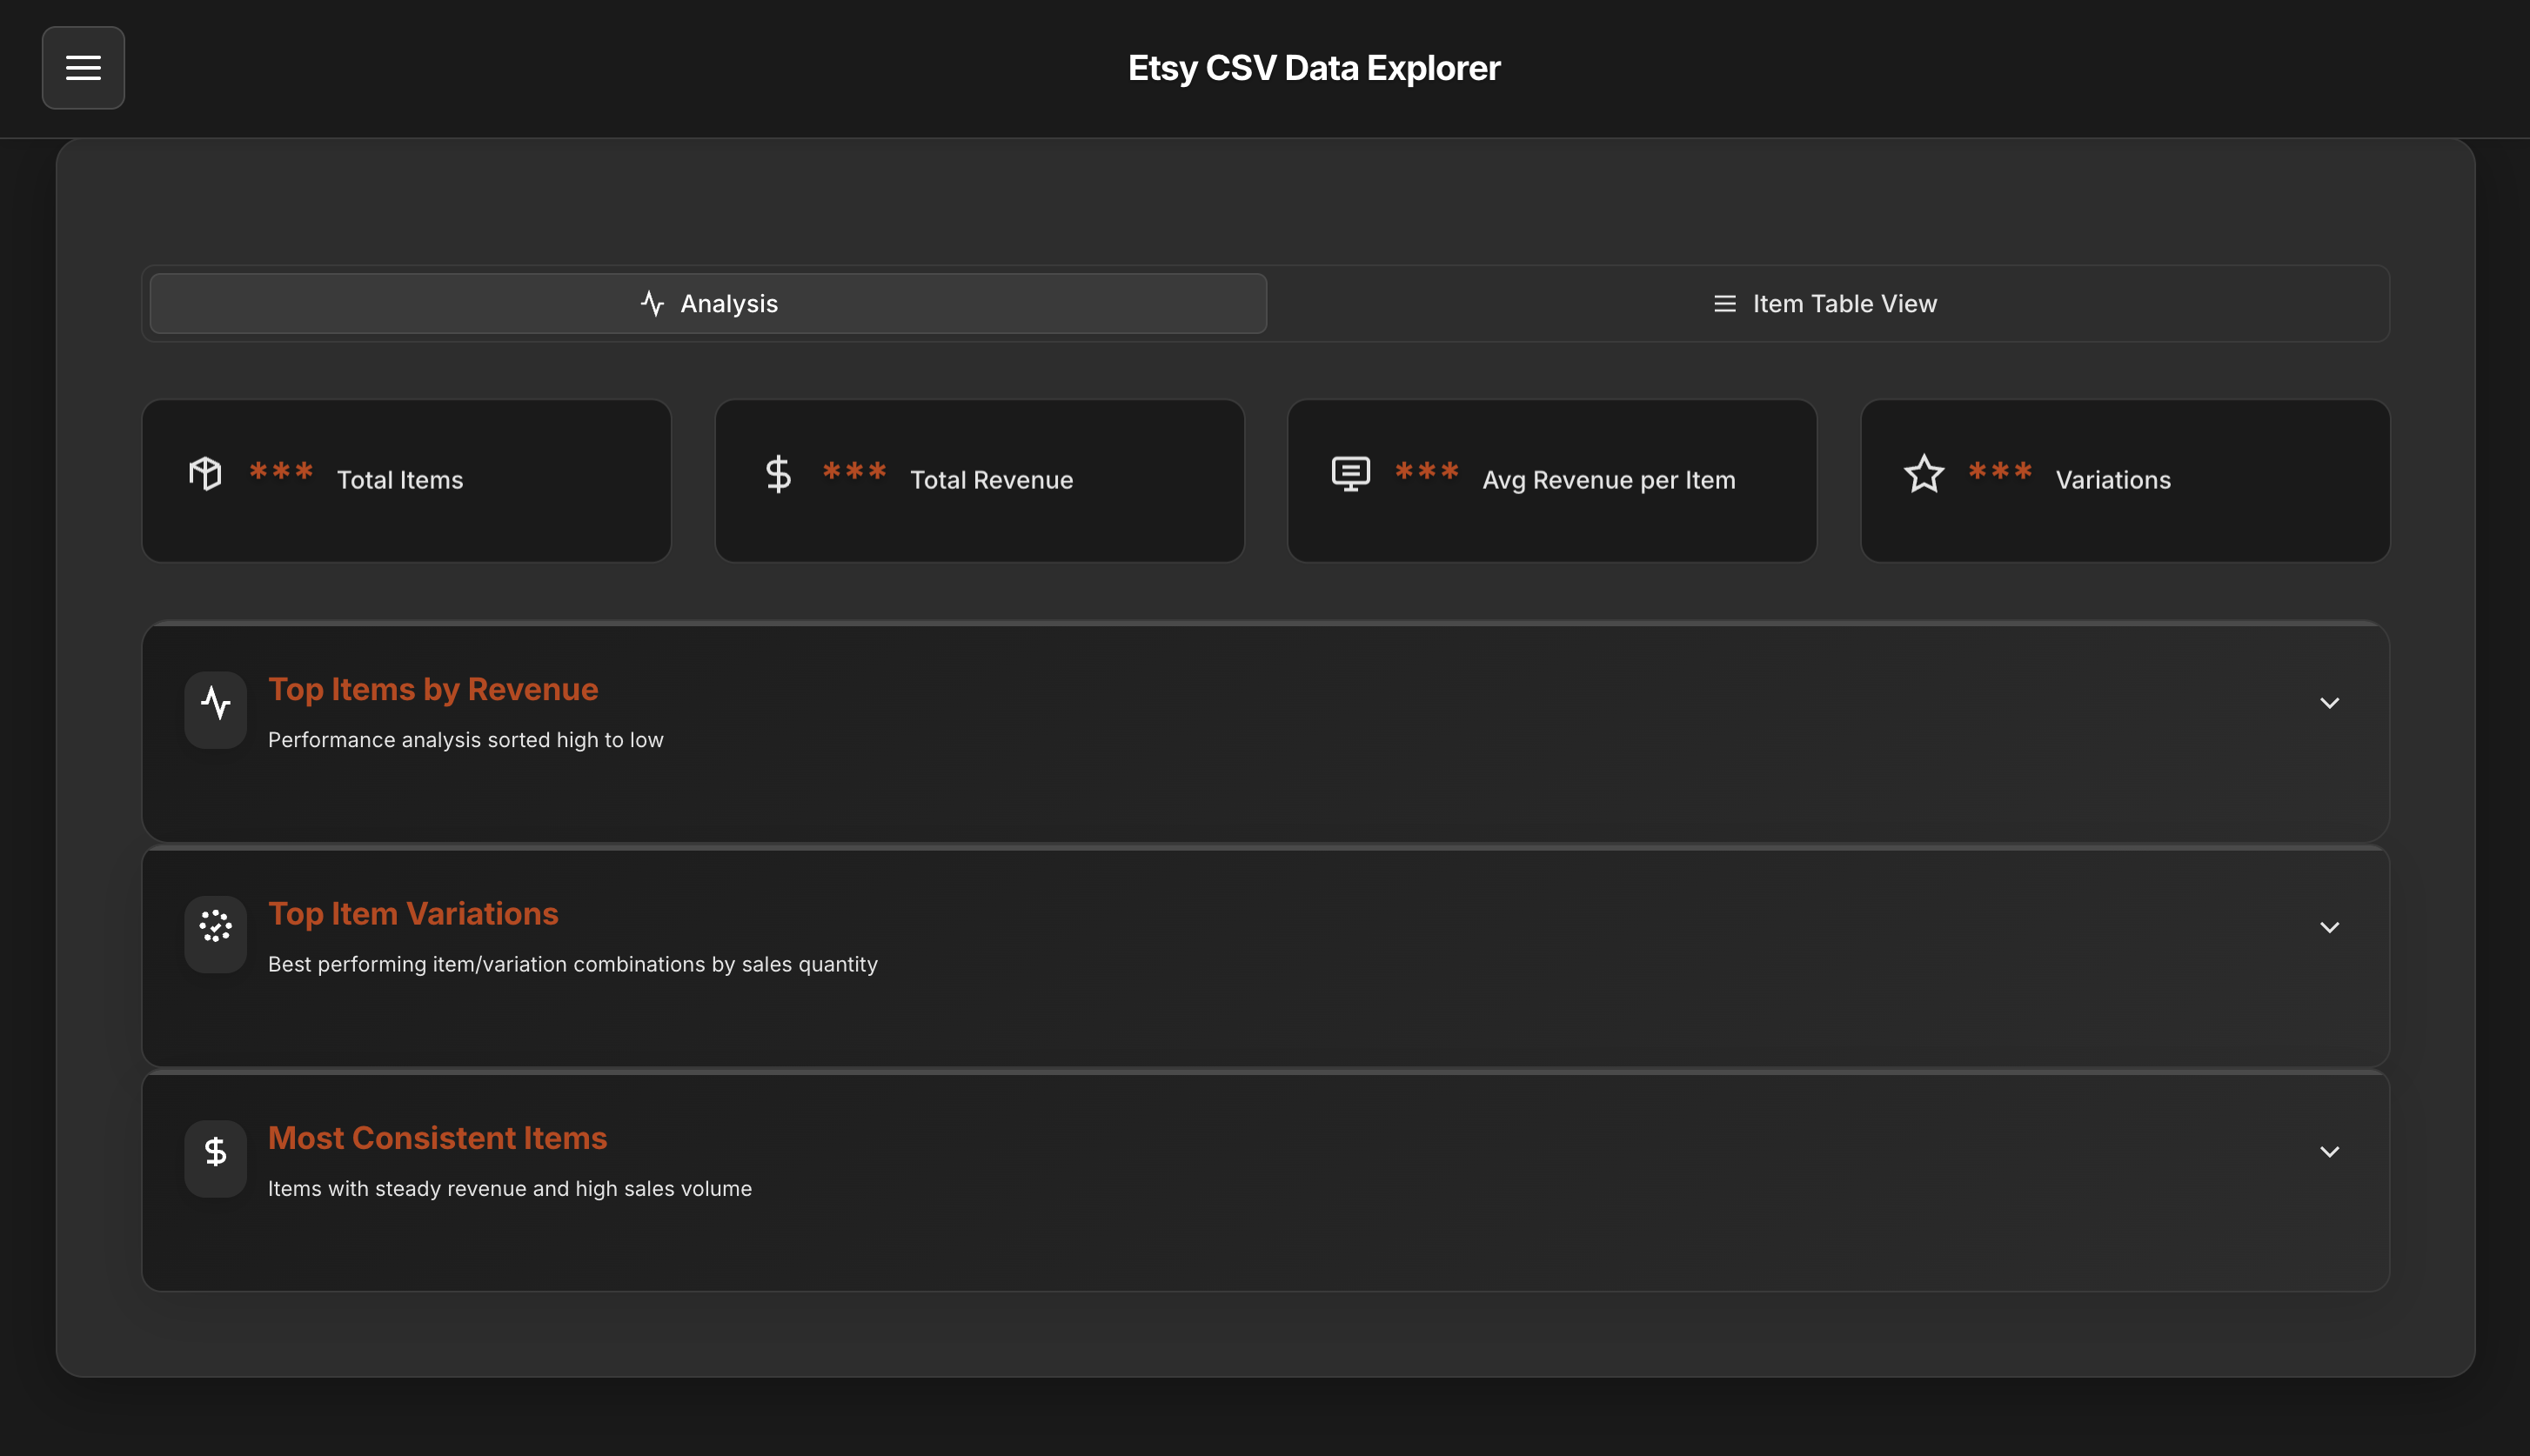 Etsy CSV Data Explorer
Analysis
Item Table View
*** Total Items
*** Total Revenue
*** Avg Revenue per Item
*** Variations
Top Items by Revenue
Performance analysis sorted high to low
Top Item Variations
Best performing item/variation combinations by sales quantity
Most Consistent Items
Items with steady revenue and high sales volume